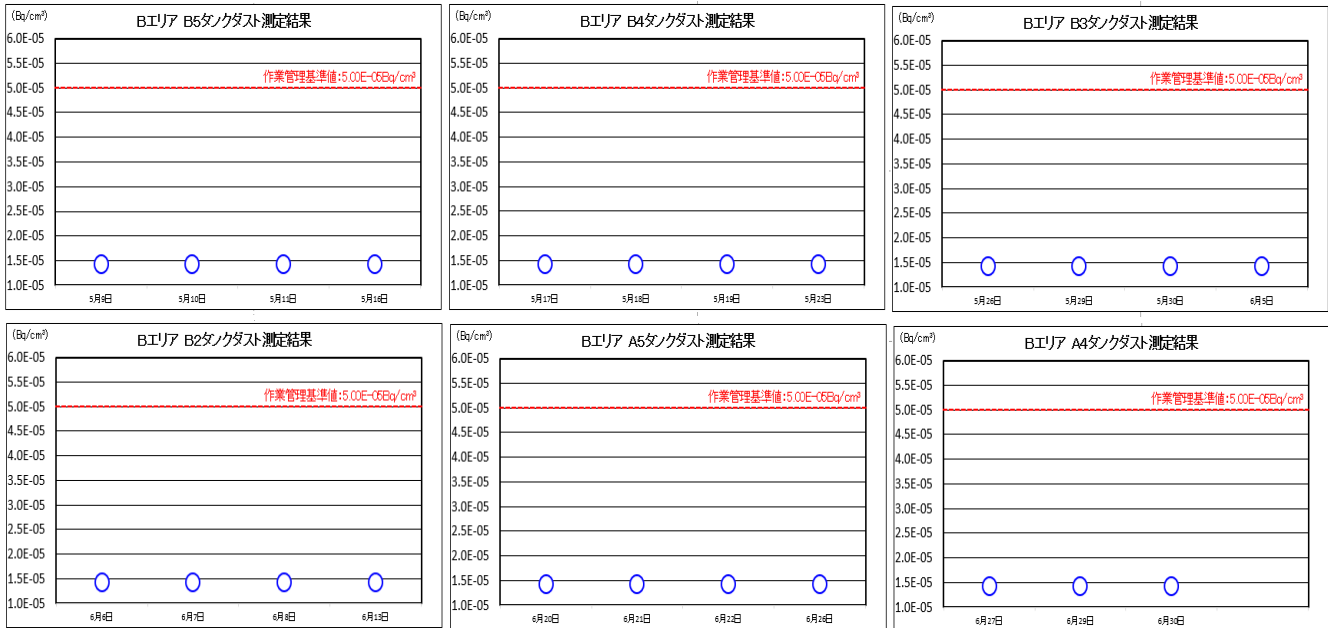 (Bq/cm³)
Bエリア B5タンクダスト測定結果
6.0E-05
5.5E-05
作業管理基準値:5.00E-05Bq/cm³
5.0E-05
4.5E-05
4.0E-05
3.5E-05
3.0E-05
2.5E-05
2.0E-05
1.5E-05
1.0E-05
5月9日 5月10日 5月11日 5月16日
(Bq/cm³)
Bエリア B4タンクダスト測定結果
6.0E-05
5.5E-05
作業管理基準値:5.00E-05Bq/cm³
5.0E-05
4.5E-05
4.0E-05
3.5E-05
3.0E-05
2.5E-05
2.0E-05
1.5E-05
1.0E-05
5月17日 5月18日 5月19日 5月23日
(Bq/cm³)
Bエリア B3タンクダスト測定結果
6.0E-05
5.5E-05
作業管理基準値:5.00E-05Bq/cm³
5.0E-05
4.5E-05
4.0E-05
3.5E-05
3.0E-05
2.5E-05
2.0E-05
1.5E-05
1.0E-05
5月26日 5月29日 5月30日 6月5日
(Bq/cm³)
Bエリア B2タンクダスト測定結果
6.0E-05
5.5E-05
作業管理基準値:5.00E-05Bq/cm³
5.0E-05
4.5E-05
4.0E-05
3.5E-05
3.0E-05
2.5E-05
2.0E-05
1.5E-05
1.0E-05
6月6日 6月7日 6月8日 6月13日
(Bq/cm³)
Bエリア A5タンクダスト測定結果
6.0E-05
5.5E-05
作業管理基準値:5.00E-05Bq/cm³
5.0E-05
4.5E-05
4.0E-05
3.5E-05
3.0E-05
2.5E-05
2.0E-05
1.5E-05
1.0E-05
6月20日 6月21日 6月22日 6月26日
(Bq/cm³)
Bエリア A4タンクダスト測定結果
6.0E-05
5.5E-05
作業管理基準値:5.00E-05Bq/cm³
5.0E-05
4.5E-05
4.0E-05
3.5E-05
3.0E-05
2.5E-05
2.0E-05
1.5E-05
1.0E-05
6月27日 6月29日 6月30日